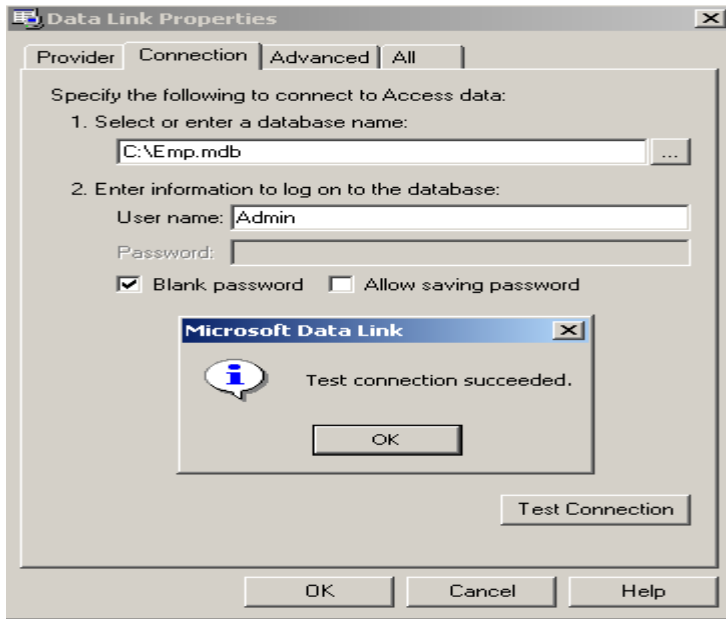 Data Link Properties
Provider Connection Advanced All
Specify the following to connect to Access data:
1. Select or enter a database name:
C:\Emp.mdb ...
2. Enter information to log on to the database:
User name: Admin
Password:
Blank password Allow saving password
Microsoft Data Link
Test connection succeeded.
OK
Test Connection
OK Cancel Help